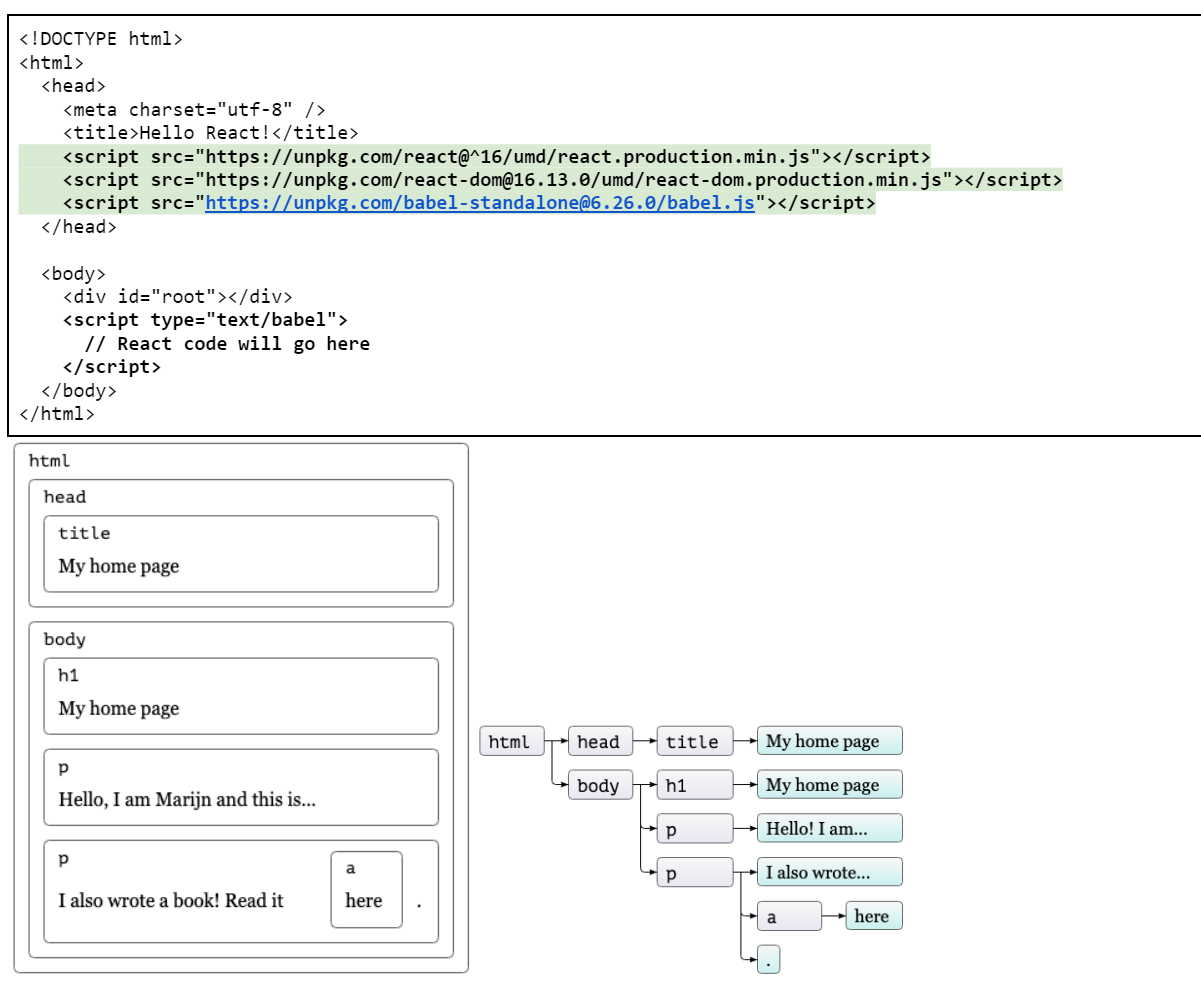 <!DOCTYPE html>
<html>
  <head>
    <meta charset="utf-8" />
    <title>Hello React!</title>
    <script src="https://unpkg.com/react@^16/umd/react.production.min.js"></script>
    <script src="https://unpkg.com/react-dom@16.13.0/umd/react-dom.production.min.js"></script>
    <script src="https://unpkg.com/babel-standalone@6.26.0/babel.js"></script>
  </head>

  <body>
    <div id="root"></div>
    <script type="text/babel">
      // React code will go here
    </script>
  </body>
</html>
html
head
title
My home page
body
h1
My home page
p
Hello, I am Marijn and this is...
p
I also wrote a book! Read it
a
here
.
html head title My home page
body h1 My home page
p Hello! I am...
p I also wrote...
a here
.